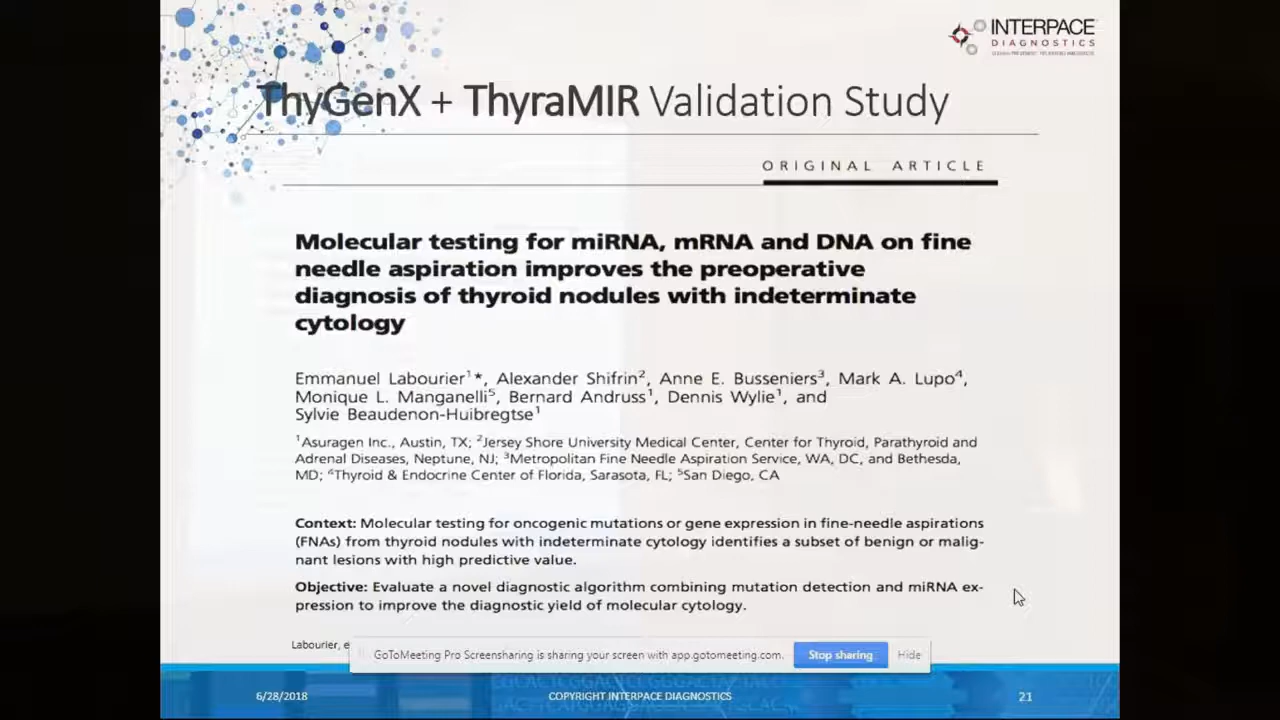 INTERPACE
DIAGNOSTICS
ThyGenX + ThyraMIR Validation Study
ORIGINAL ARTICLE
Molecular testing for miRNA, mRNA and DNA on fine
needle aspiration improves the preoperative
diagnosis of thyroid nodules with indeterminate
cytology
Emmanuel Labourier¹*, Alexander Shifrin², Anne E. Busseniers³, Mark A. Lupo⁴,
Monique L. Manganelli⁵, Bernard Andruss¹, Dennis Wylie¹, and
Sylvie Beaudenon-Huibregtse¹
¹Asuragen Inc., Austin, TX; ²Jersey Shore University Medical Center, Center for Thyroid, Parathyroid and
Adrenal Diseases, Neptune, NJ; ³Metropolitan Fine Needle Aspiration Service, WA, DC, and Bethesda,
MD; ⁴Thyroid & Endocrine Center of Florida, Sarasota, FL; ⁵San Diego, CA
Context: Molecular testing for oncogenic mutations or gene expression in fine-needle aspirations
(FNAs) from thyroid nodules with indeterminate cytology identifies a subset of benign or malig-
nant lesions with high predictive value.
Objective: Evaluate a novel diagnostic algorithm combining mutation detection and miRNA ex-
pression to improve the diagnostic yield of molecular cytology.
Labourier, e
GoToMeeting Pro Screensharing is sharing your screen with app.gotomeeting.com. Stop sharing Hide
6/28/2018 COPYRIGHT INTERPACE DIAGNOSTICS 21